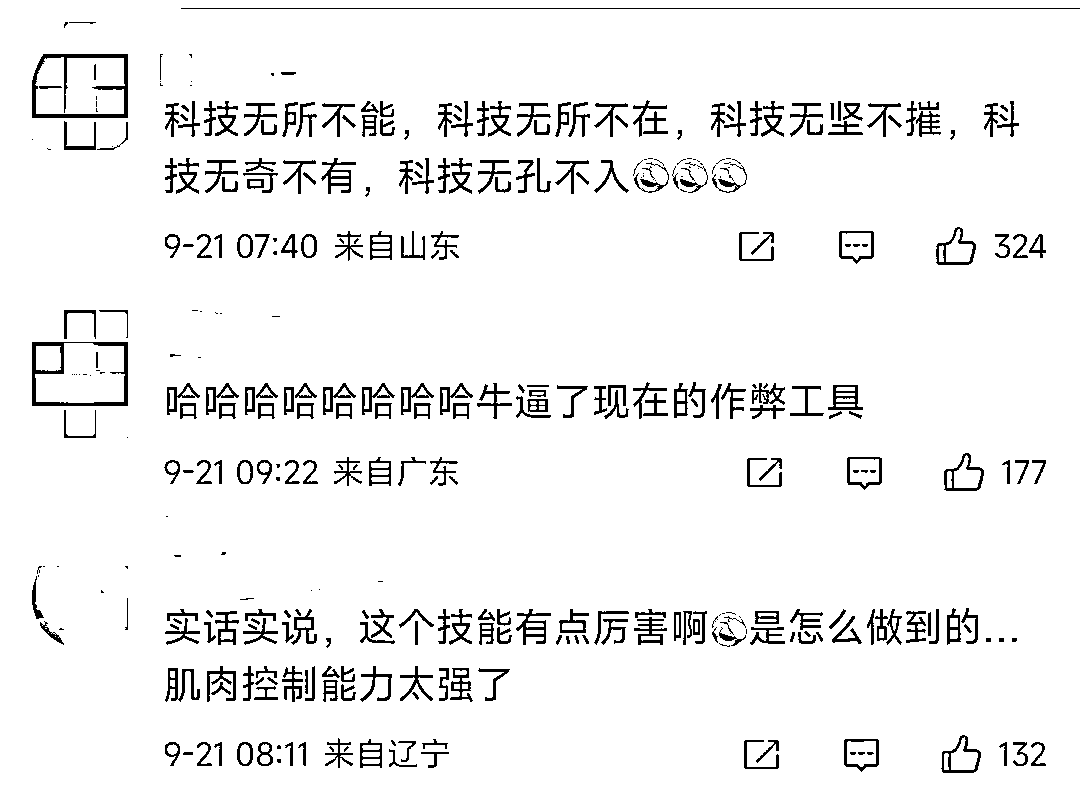 科技无所不能，科技无所不在，科技无坚不摧，科
技无奇不有，科技无孔不入
9-21 07:40 来自山东 324
哈哈哈哈哈哈哈哈牛逼了现在的作弊工具
9-21 09:22 来自广东 177
实话实说，这个技能有点厉害啊是怎么做到的...
肌肉控制能力太强了
9-21 08:11 来自辽宁 132